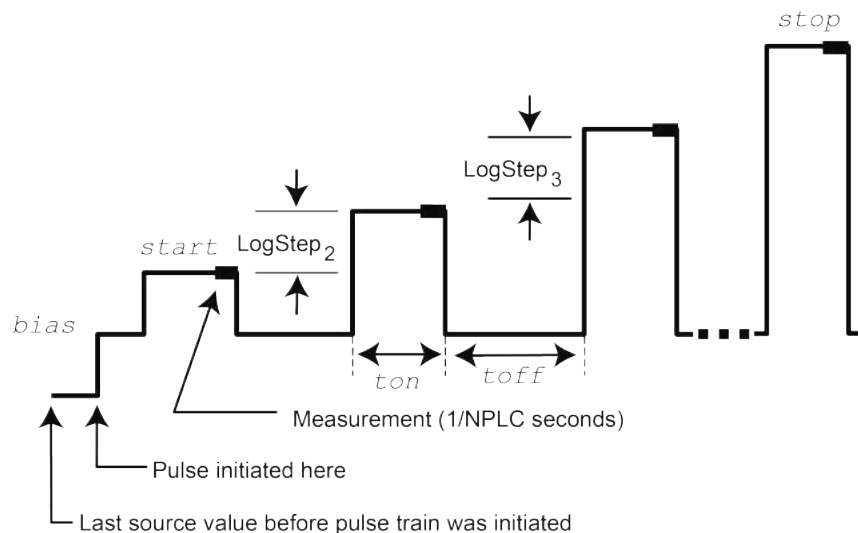 stop
LogStep3
start
LogStep2
bias
ton
toff
Measurement (1/NPLC seconds)
Pulse initiated here
Last source value before pulse train was initiated